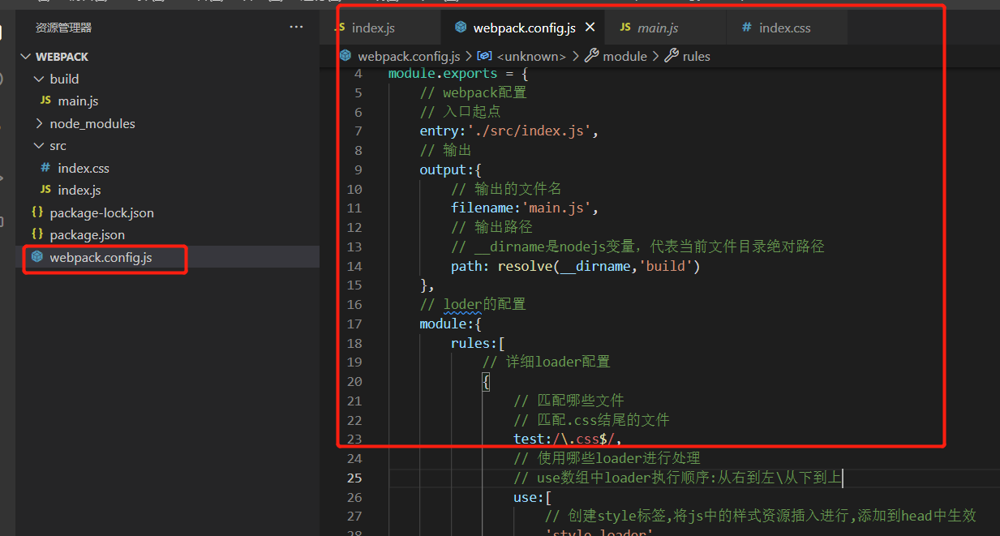 资源管理器
WEBPACK
build
JS main.js
node_modules
src
# index.css
JS index.js
{} package-lock.json
{} package.json
webpack.config.js
JS index.js
webpack.config.js
JS main.js
# index.css
webpack.config.js > <unknown> > module > rules
4 module.exports = {
5 // webpack配置
6 // 入口起点
7 entry:'./src/index.js',
8 // 输出
9 output:{
10 // 输出的文件名
11 filename:'main.js',
12 // 输出路径
13 // __dirname是nodejs变量，代表当前文件目录绝对路径
14 path: resolve(__dirname,'build')
15 },
16 // loder的配置
17 module:{
18 rules:[
19 // 详细loader配置
20 {
21 // 匹配哪些文件
22 // 匹配.css结尾的文件
23 test:/\.css$/,
24 // 使用哪些loader进行处理
25 // use数组中loader执行顺序:从右到左\从下到上
26 use:[
27 // 创建style标签,将js中的样式资源插入进行,添加到head中生效
28 'style-loader'